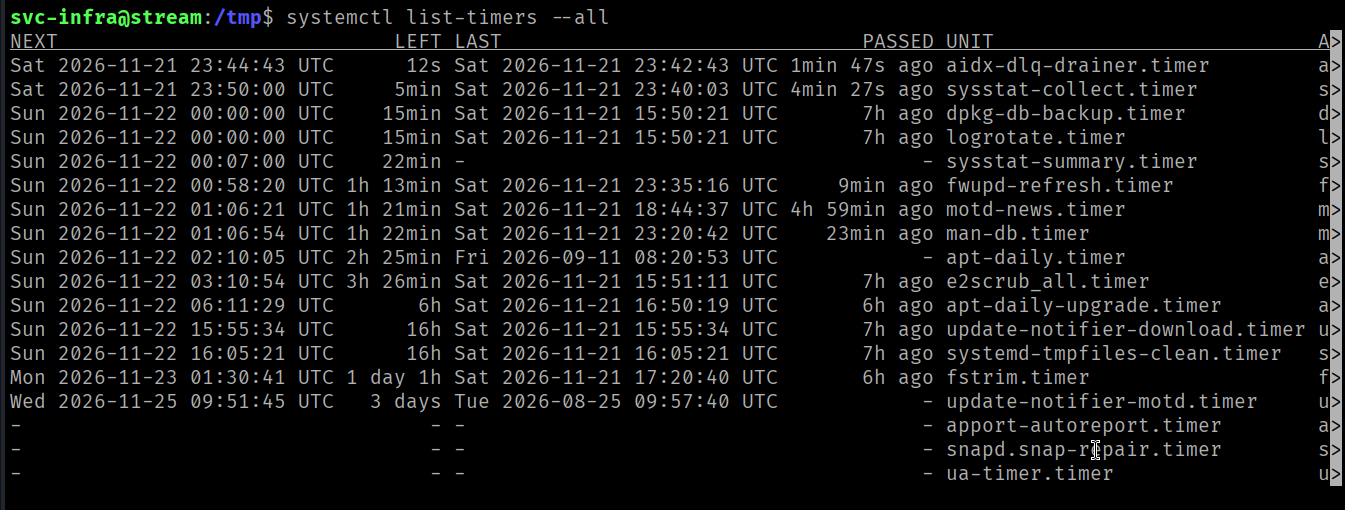 svc-infra@stream:/tmp$ systemctl list-timers --all
NEXT LEFT LAST PASSED UNIT A>
Sat 2026-11-21 23:44:43 UTC 12s Sat 2026-11-21 23:42:43 UTC 1min 47s ago aidx-dlq-drainer.timer a>
Sat 2026-11-21 23:50:00 UTC 5min Sat 2026-11-21 23:40:03 UTC 4min 27s ago sysstat-collect.timer s>
Sun 2026-11-22 00:00:00 UTC 15min Sat 2026-11-21 15:50:21 UTC 7h ago dpkg-db-backup.timer d>
Sun 2026-11-22 00:00:00 UTC 15min Sat 2026-11-21 15:50:21 UTC 7h ago logrotate.timer l>
Sun 2026-11-22 00:07:00 UTC 22min - - sysstat-summary.timer s>
Sun 2026-11-22 00:58:20 UTC 1h 13min Sat 2026-11-21 23:35:16 UTC 9min ago fwupd-refresh.timer f>
Sun 2026-11-22 01:06:21 UTC 1h 21min Sat 2026-11-21 18:44:37 UTC 4h 59min ago motd-news.timer m>
Sun 2026-11-22 01:06:54 UTC 1h 22min Sat 2026-11-21 23:20:42 UTC 23min ago man-db.timer m>
Sun 2026-11-22 02:10:05 UTC 2h 25min Fri 2026-09-11 08:20:53 UTC - apt-daily.timer a>
Sun 2026-11-22 03:10:54 UTC 3h 26min Sat 2026-11-21 15:51:11 UTC 7h ago e2scrub_all.timer e>
Sun 2026-11-22 06:11:29 UTC 6h Sat 2026-11-21 16:50:19 UTC 6h ago apt-daily-upgrade.timer a>
Sun 2026-11-22 15:55:34 UTC 16h Sat 2026-11-21 15:55:34 UTC 7h ago update-notifier-download.timer u>
Sun 2026-11-22 16:05:21 UTC 16h Sat 2026-11-21 16:05:21 UTC 7h ago systemd-tmpfiles-clean.timer s>
Mon 2026-11-23 01:30:41 UTC 1 day 1h Sat 2026-11-21 17:20:40 UTC 6h ago fstrim.timer f>
Wed 2026-11-25 09:51:45 UTC 3 days Tue 2026-08-25 09:57:40 UTC - update-notifier-motd.timer u>
- - - - apport-autoreport.timer a>
- - - - snapd.snap-repair.timer s>
- - - - ua-timer.timer u>